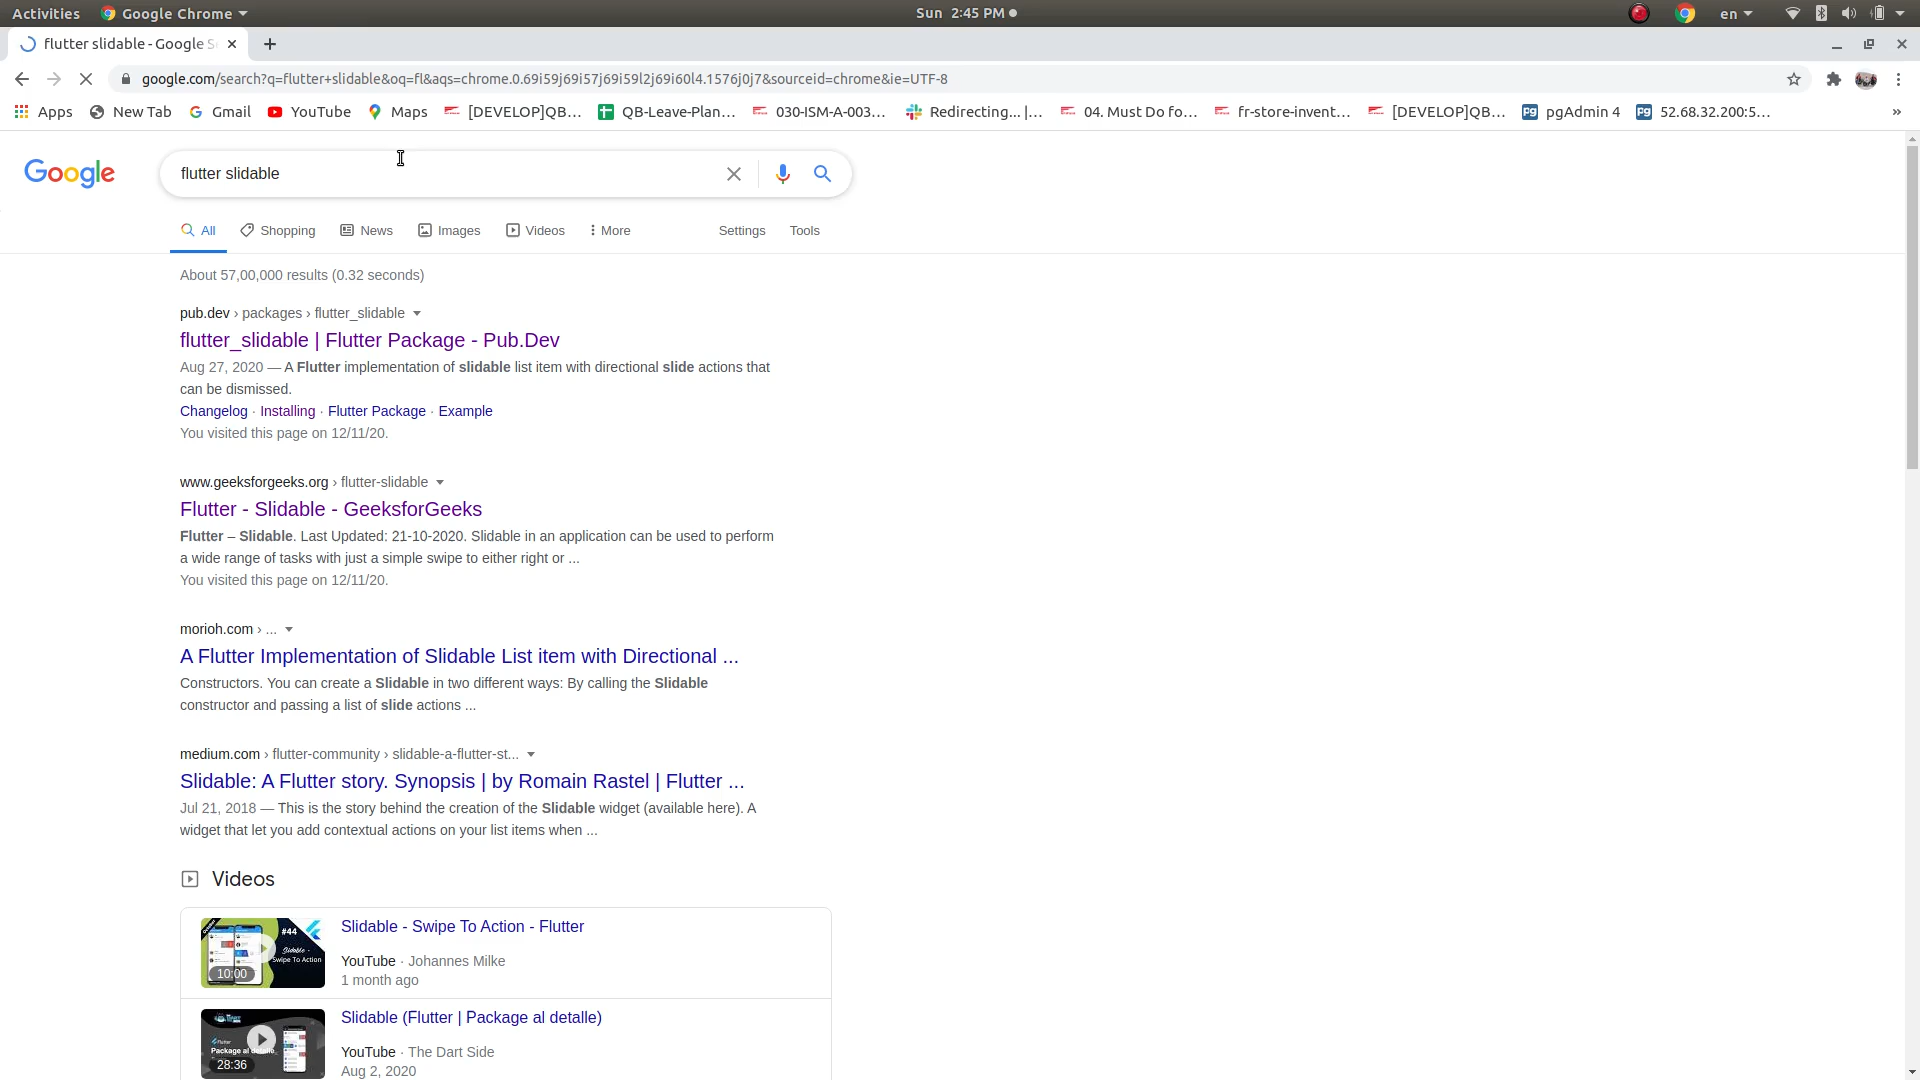 Activities Google Chrome Sun 2:45 PM en
flutter slidable - Google S
google.com/search?q=flutter+slidable&oq=fl&aqs=chrome.0.69i59j69i57j69i59l2j69i60l4.1576j0j7&sourceid=chrome&ie=UTF-8
Apps New Tab Gmail YouTube Maps [DEVELOP]QB... QB-Leave-Plan... 030-ISM-A-003... Redirecting... |... 04. Must Do fo... fr-store-invent... [DEVELOP]QB... pgAdmin 4 52.68.32.200:5... »
Google flutter slidable
All Shopping News Images Videos More Settings Tools
About 57,00,000 results (0.32 seconds)
pub.dev › packages › flutter_slidable
flutter_slidable | Flutter Package - Pub.Dev
Aug 27, 2020 — A Flutter implementation of slidable list item with directional slide actions that
can be dismissed.
Changelog · Installing · Flutter Package · Example
You visited this page on 12/11/20.
www.geeksforgeeks.org › flutter-slidable
Flutter - Slidable - GeeksforGeeks
Flutter – Slidable. Last Updated: 21-10-2020. Slidable in an application can be used to perform
a wide range of tasks with just a simple swipe to either right or ...
You visited this page on 12/11/20.
morioh.com › ...
A Flutter Implementation of Slidable List item with Directional ...
Constructors. You can create a Slidable in two different ways: By calling the Slidable
constructor and passing a list of slide actions ...
medium.com › flutter-community › slidable-a-flutter-st...
Slidable: A Flutter story. Synopsis | by Romain Rastel | Flutter ...
Jul 21, 2018 — This is the story behind the creation of the Slidable widget (available here). A
widget that let you add contextual actions on your list items when ...
Videos
#44
Slidable -
Swipe To Action
10:00
Slidable - Swipe To Action - Flutter
YouTube · Johannes Milke
1 month ago
Flutter
Package al detalle
28:36
Slidable (Flutter | Package al detalle)
YouTube · The Dart Side
Aug 2, 2020